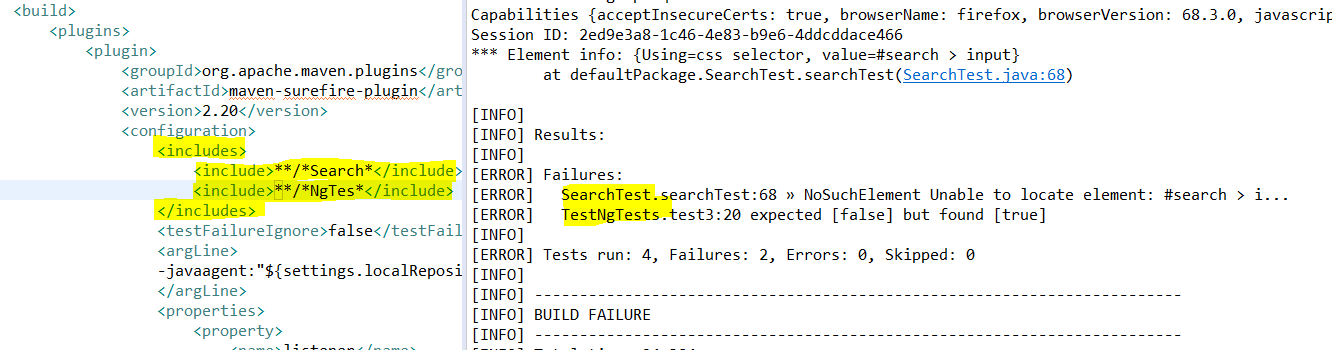 <build>
<plugins>
<plugin>
<groupId>org.apache.maven.plugins</gro
<artifactId>maven-surefire-plugin</art
<version>2.20</version>
<configuration>
<includes>
<include>**/*Search*</include>
<include>**/*NgTes*</include>
</includes>
<testFailureIgnore>false</testFail
<argLine>
-javaagent:"${settings.localReposi
</argLine>
<properties>
<property>
<name>listener</name>
Capabilities {acceptInsecureCerts: true, browserName: firefox, browserVersion: 68.3.0, javascrip
Session ID: 2ed9e3a8-1c46-4e83-b9e6-4ddcddace466
*** Element info: {Using=css selector, value=#search > input}
at defaultPackage.SearchTest.searchTest(SearchTest.java:68)
[INFO]
[INFO] Results:
[INFO]
[ERROR] Failures:
[ERROR] SearchTest.searchTest:68 » NoSuchElement Unable to locate element: #search > i...
[ERROR] TestNgTests.test3:20 expected [false] but found [true]
[INFO]
[ERROR] Tests run: 4, Failures: 2, Errors: 0, Skipped: 0
[INFO]
[INFO] ------------------------------------------------------------------------
[INFO] BUILD FAILURE
[INFO] ------------------------------------------------------------------------